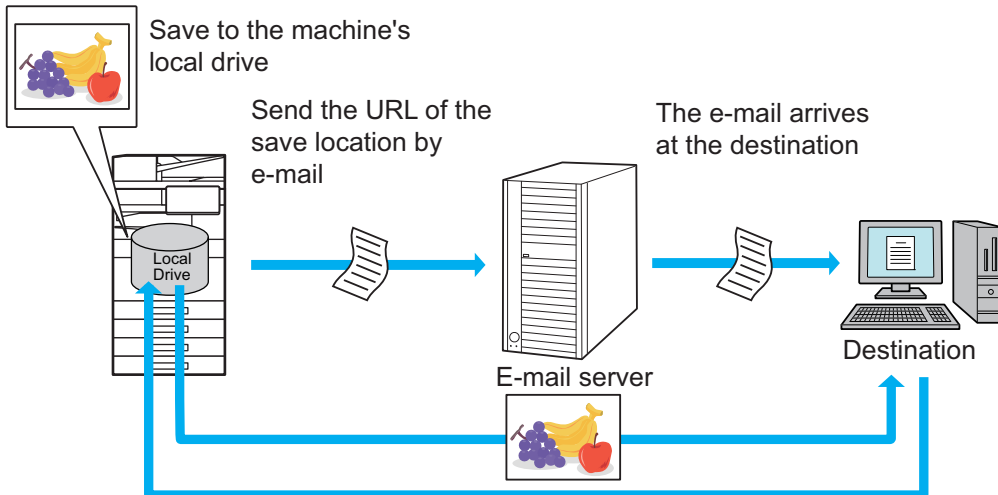 Save to the machine's
local drive
Send the URL of the
save location by
e-mail
The e-mail arrives
at the destination
Local
Drive
Destination
E-mail server